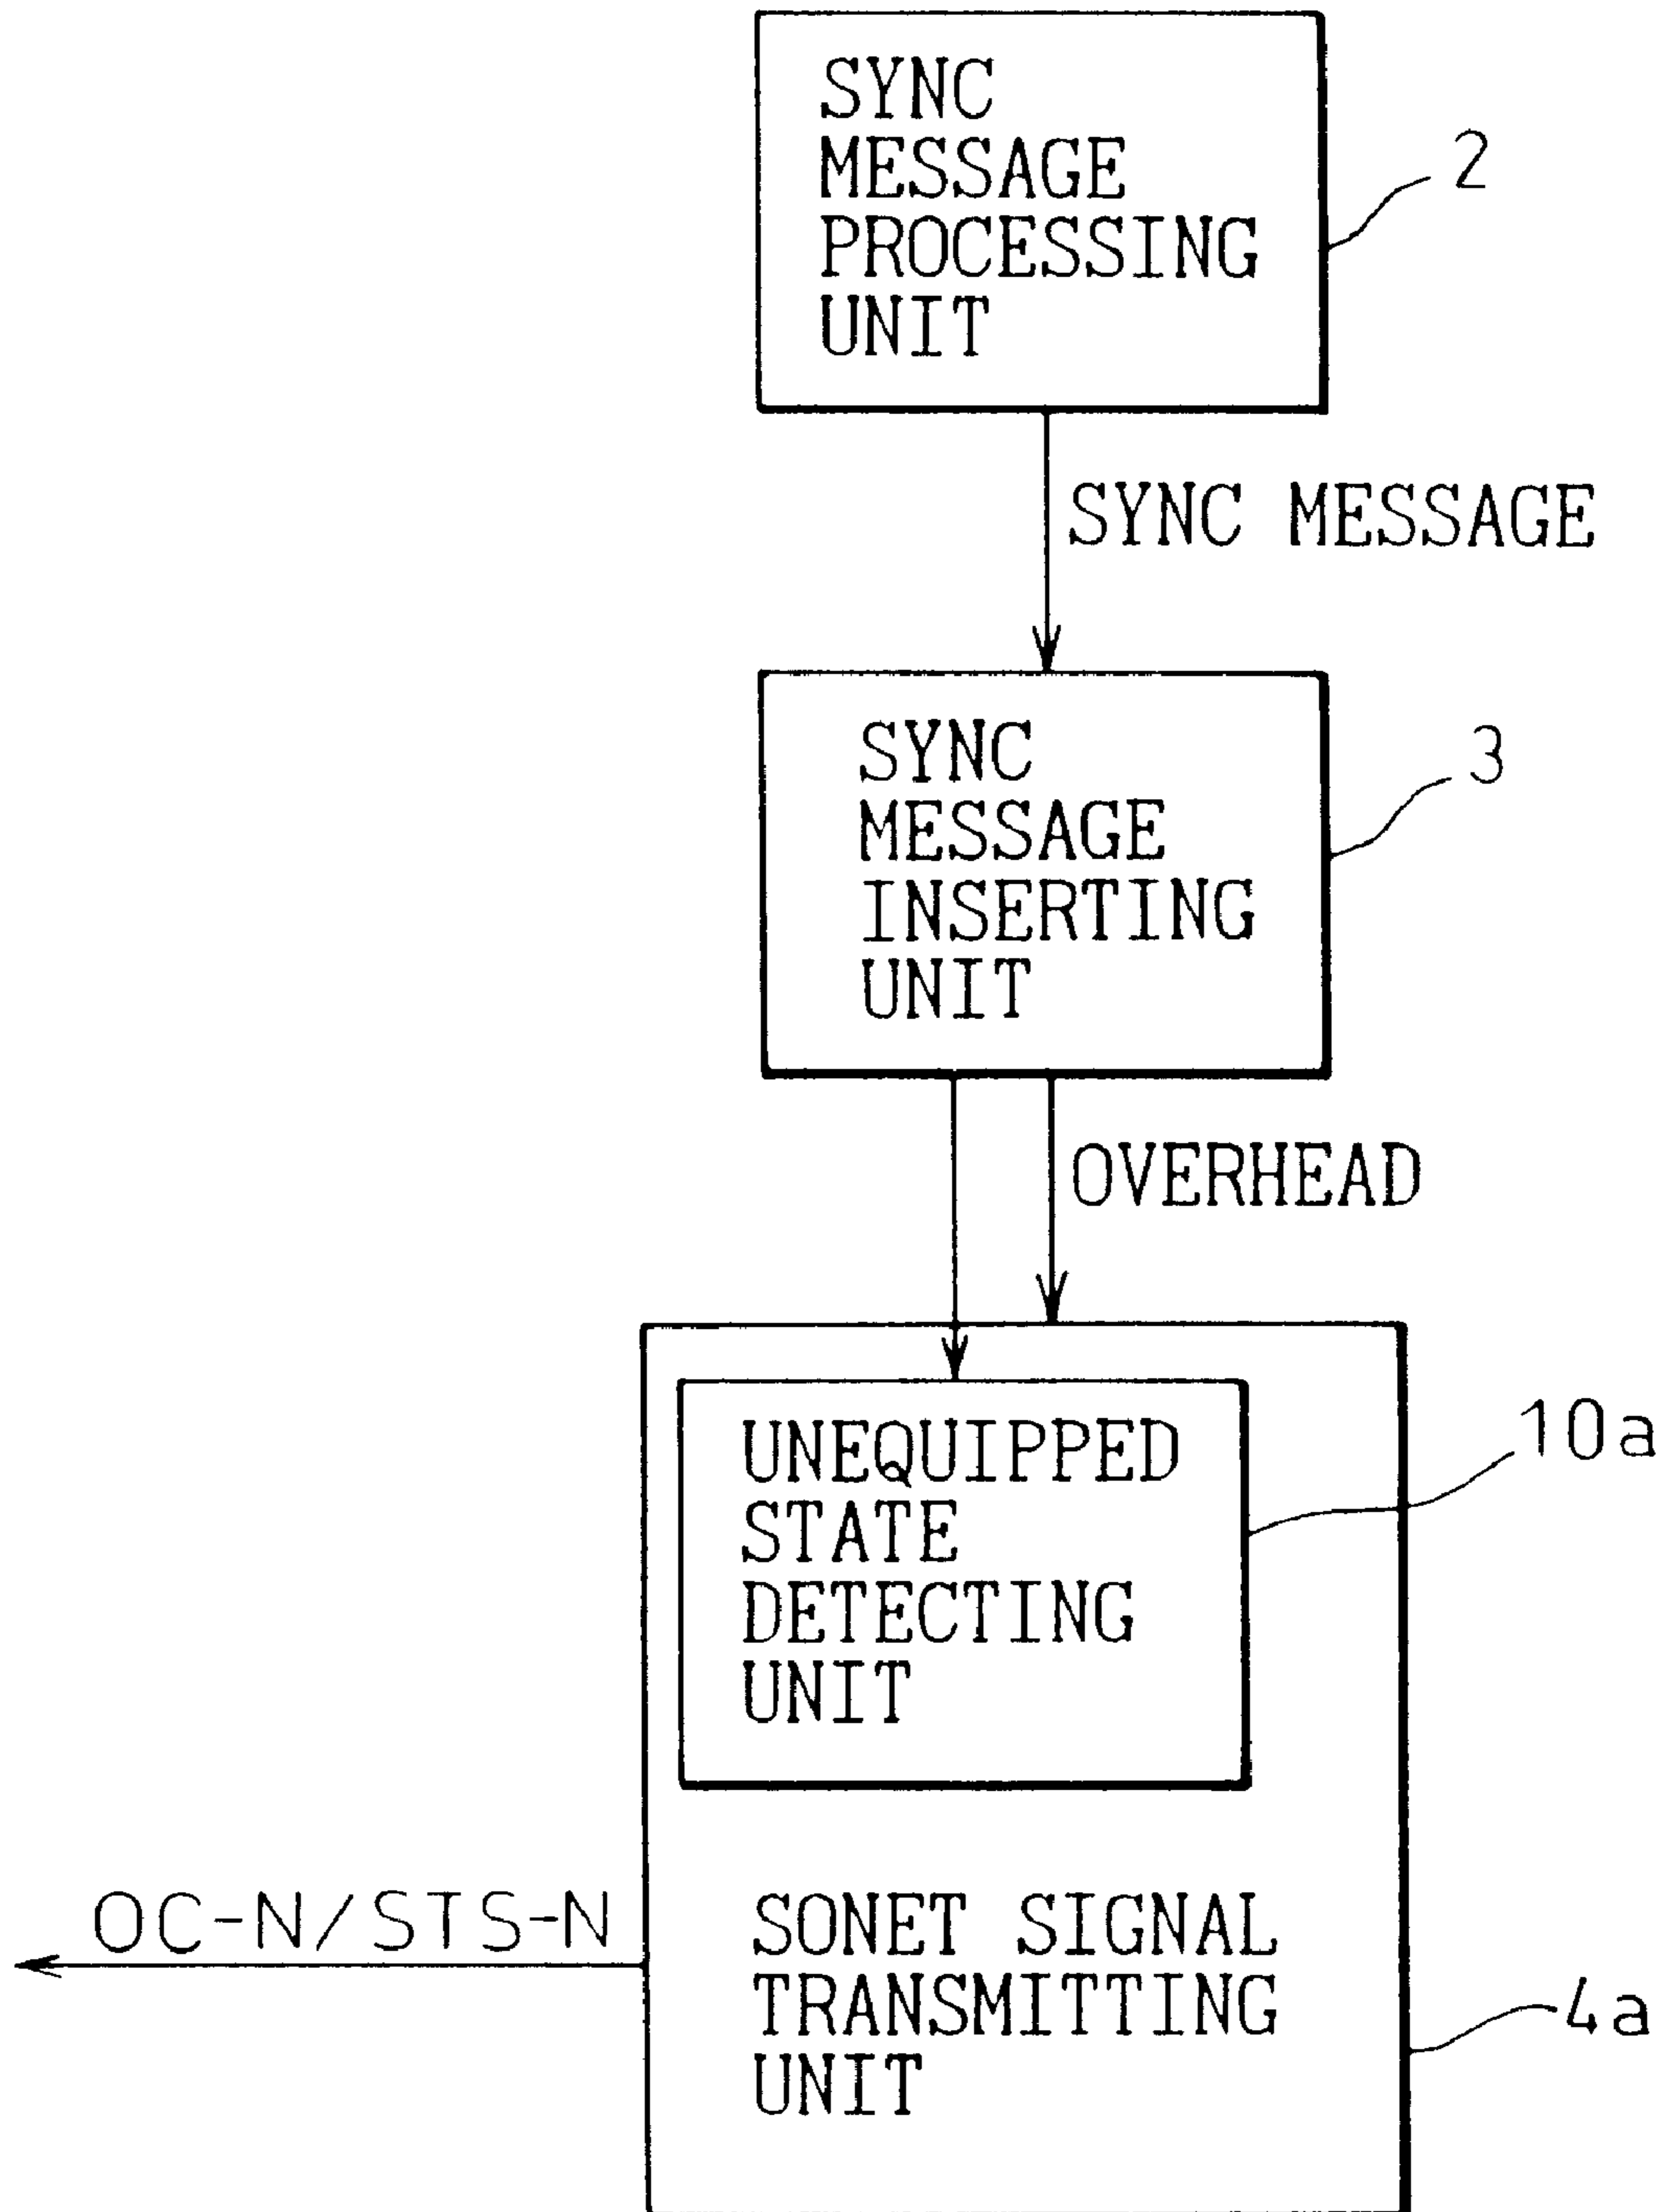 SYNC
MESSAGE
PROCESSING
UNIT
2
SYNC MESSAGE
SYNC
MESSAGE
INSERTING
UNIT
3
OVERHEAD
UNEQUIPPED
STATE
DETECTING
UNIT
10a
OC-N/STS-N
SONET SIGNAL
TRANSMITTING
UNIT
4a